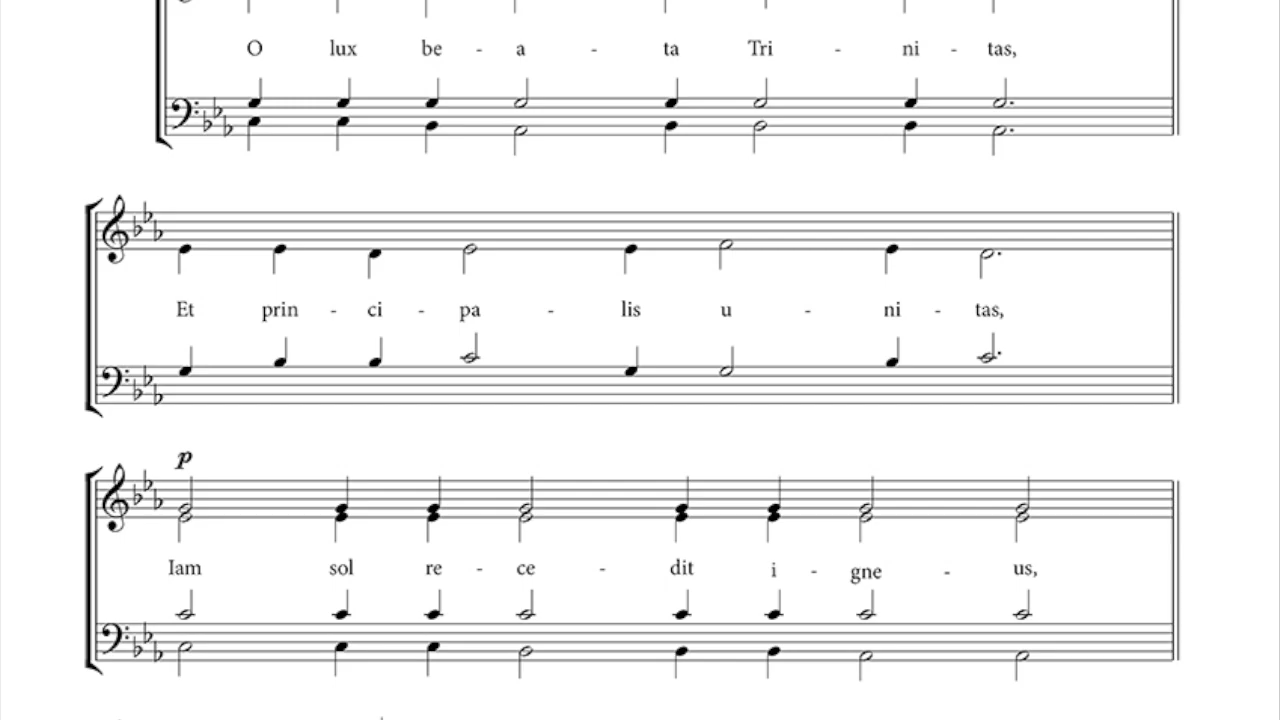 O lux be - a - ta Tri - ni - tas,
Et prin - ci - pa - lis u - ni - tas,
p
Iam sol re - ce - dit i - gne - us,